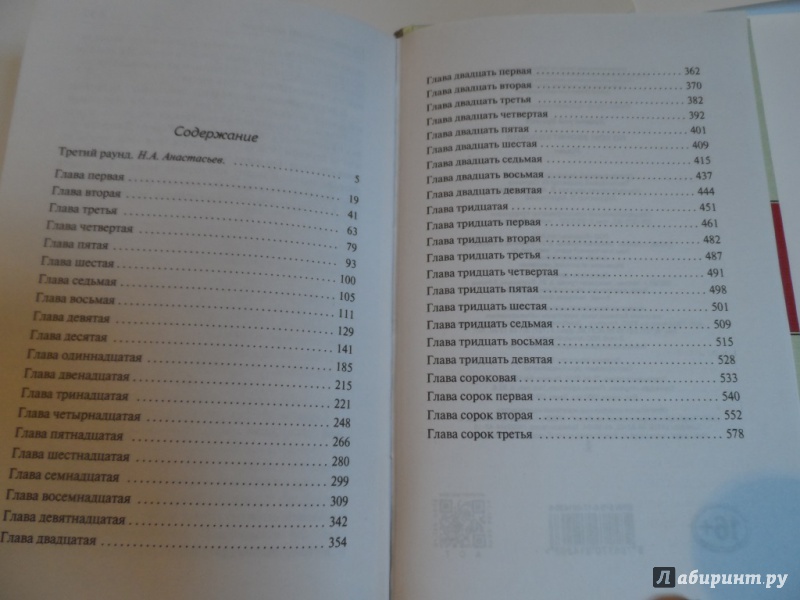 Содержание
Третий раунд. Н.А. Анастасьев. 5
Глава первая 19
Глава вторая 41
Глава третья 63
Глава четвертая 79
Глава пятая 93
Глава шестая 100
Глава седьмая 105
Глава восьмая 111
Глава девятая 129
Глава десятая 141
Глава одиннадцатая 185
Глава двенадцатая 215
Глава тринадцатая 221
Глава четырнадцатая 248
Глава пятнадцатая 266
Глава шестнадцатая 280
Глава семнадцатая 299
Глава восемнадцатая 309
Глава девятнадцатая 342
Глава двадцатая 354
Глава двадцать первая 362
Глава двадцать вторая 370
Глава двадцать третья 382
Глава двадцать четвертая 392
Глава двадцать пятая 401
Глава двадцать шестая 409
Глава двадцать седьмая 415
Глава двадцать восьмая 437
Глава двадцать девятая 444
Глава тридцатая 451
Глава тридцать первая 461
Глава тридцать вторая 482
Глава тридцать третья 487
Глава тридцать четвертая 491
Глава тридцать пятая 498
Глава тридцать шестая 501
Глава тридцать седьмая 509
Глава тридцать восьмая 515
Глава тридцать девятая 528
Глава сороковая 533
Глава сорок первая 540
Глава сорок вторая 552
Глава сорок третья 578
16+
Лабиринт.ру